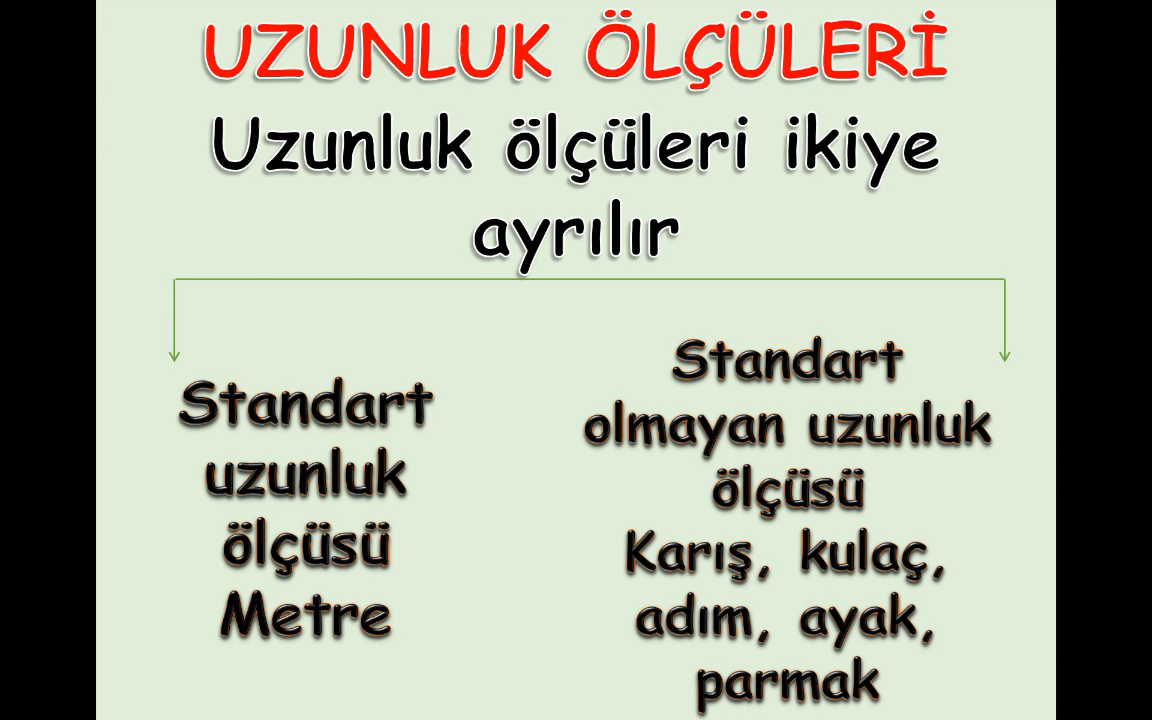 UZUNLUK ÖLÇÜLERİ
Uzunluk ölçüleri ikiye
ayrılır
Standart
uzunluk
ölçüsü
Metre
Standart
olmayan uzunluk
ölçüsü
Karış, kulaç,
adım, ayak,
parmak